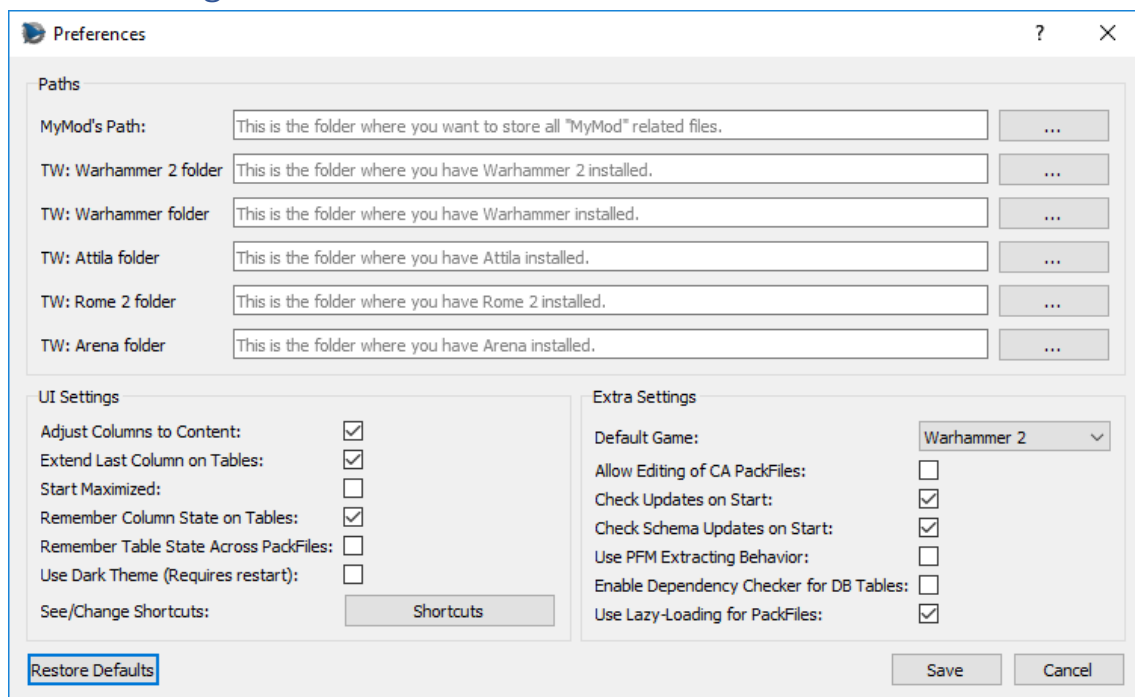 Preferences
?
Paths
MyMod's Path: This is the folder where you want to store all "MyMod" related files. ...
TW: Warhammer 2 folder This is the folder where you have Warhammer 2 installed. ...
TW: Warhammer folder This is the folder where you have Warhammer installed. ...
TW: Attila folder This is the folder where you have Attila installed. ...
TW: Rome 2 folder This is the folder where you have Rome 2 installed. ...
TW: Arena folder This is the folder where you have Arena installed. ...
UI Settings
Adjust Columns to Content:
Extend Last Column on Tables:
Start Maximized:
Remember Column State on Tables:
Remember Table State Across PackFiles:
Use Dark Theme (Requires restart):
See/Change Shortcuts: Shortcuts
Extra Settings
Default Game: Warhammer 2
Allow Editing of CA PackFiles:
Check Updates on Start:
Check Schema Updates on Start:
Use PFM Extracting Behavior:
Enable Dependency Checker for DB Tables:
Use Lazy-Loading for PackFiles:
Restore Defaults
Save
Cancel